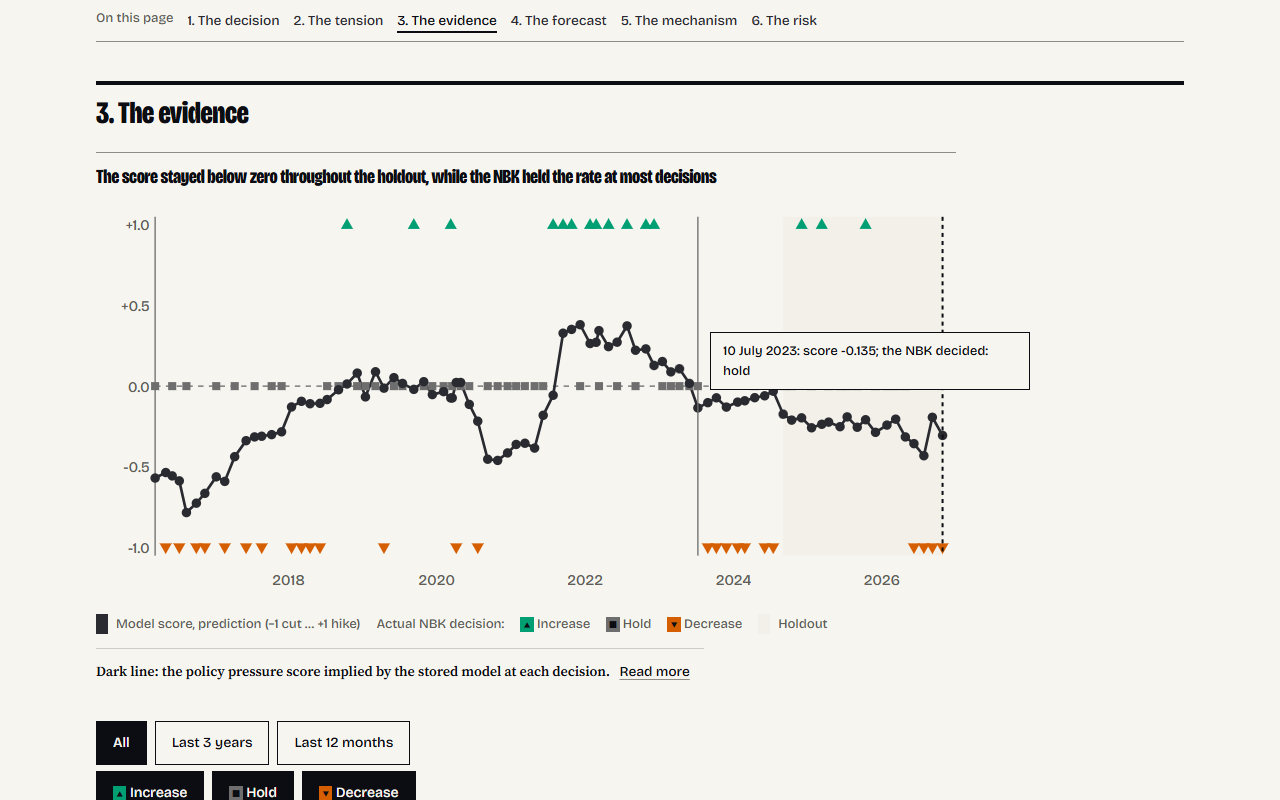 On this page 1. The decision 2. The tension 3. The evidence 4. The forecast 5. The mechanism 6. The risk
3. The evidence
The score stayed below zero throughout the holdout, while the NBK held the rate at most decisions
+1.0
+0.5
10 July 2023: score -0.135; the NBK decided:
hold
0.0
-0.5
-1.0
2018 2020 2022 2024 2026
Model score, prediction (−1 cut ... +1 hike) Actual NBK decision: Increase Hold Decrease Holdout
Dark line: the policy pressure score implied by the stored model at each decision. Read more
All Last 3 years Last 12 months
Increase Hold Decrease